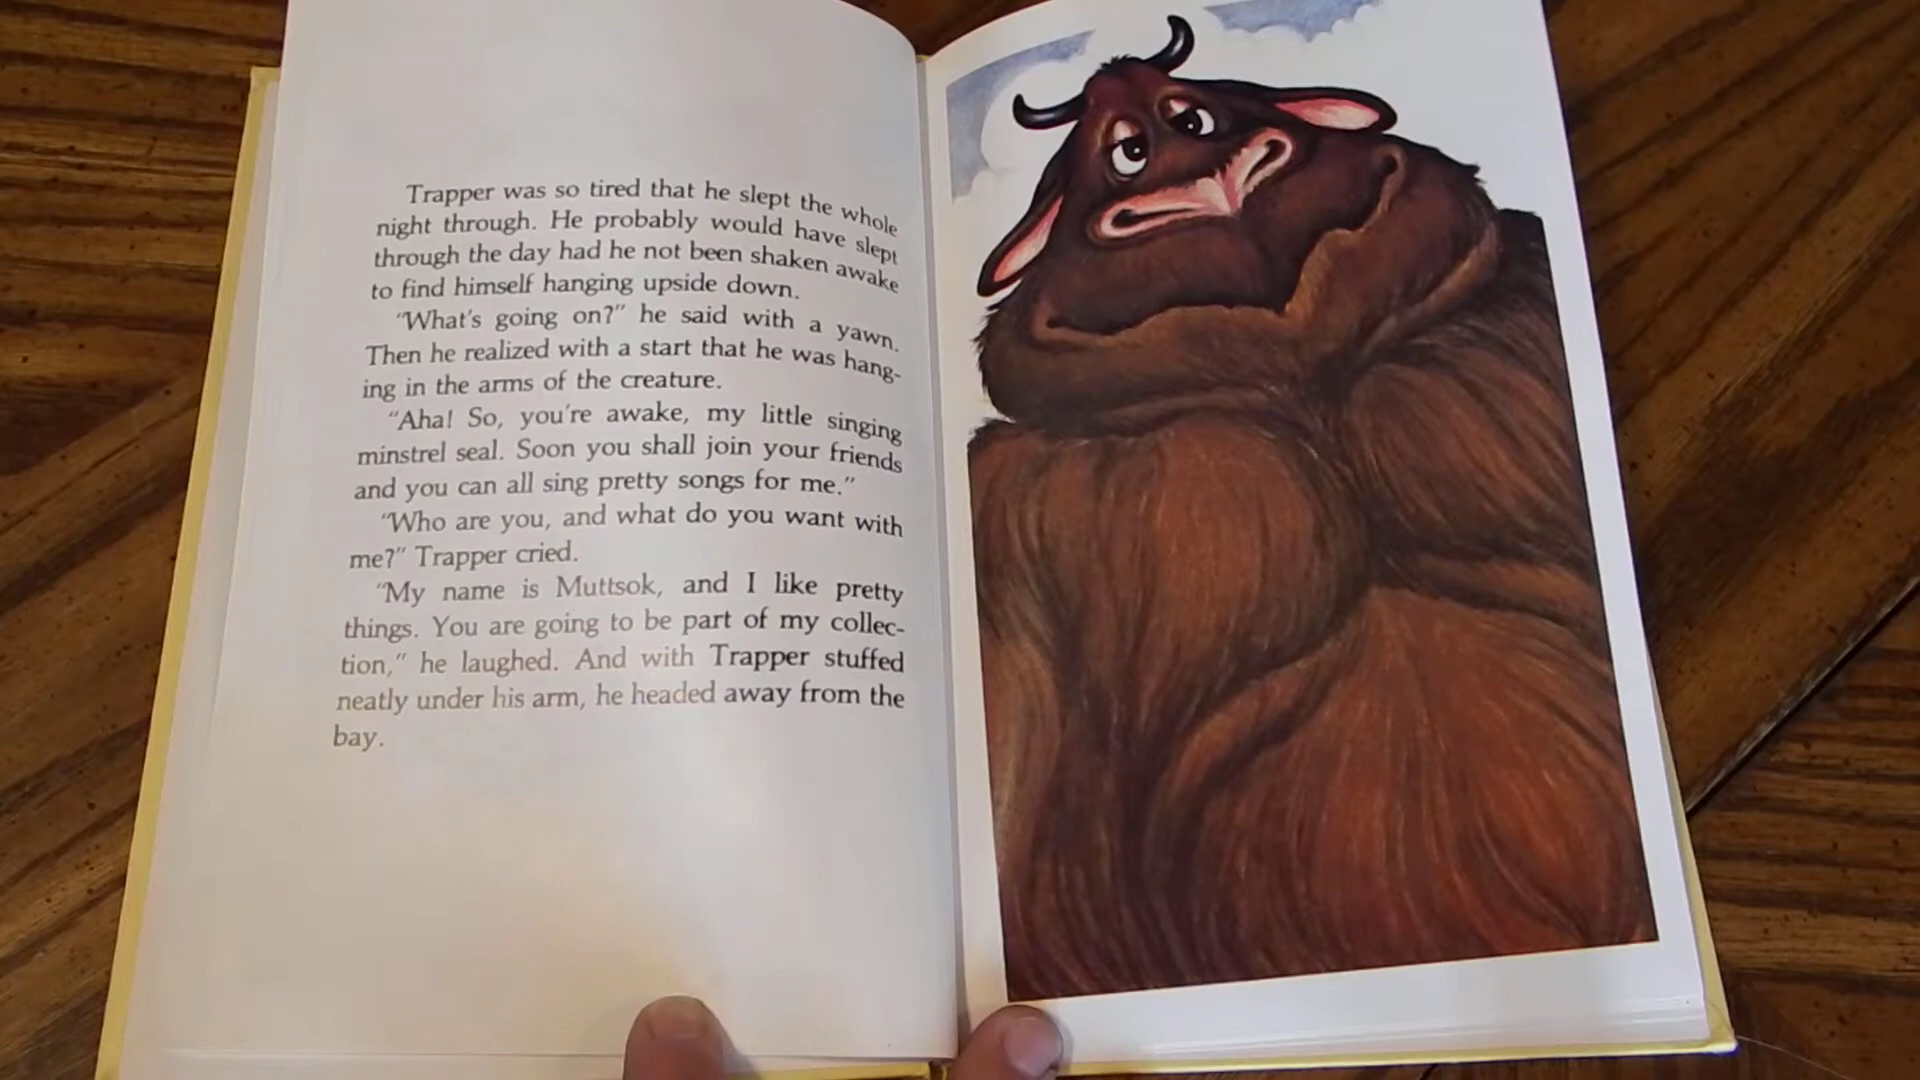 Trapper was so tired that he slept the whole
night through. He probably would have slept
through the day had he not been shaken awake
to find himself hanging upside down.
“What's going on?” he said with a yawn.
Then he realized with a start that he was hang-
ing in the arms of the creature.
“Aha! So, you're awake, my little singing
minstrel seal. Soon you shall join your friends
and you can all sing pretty songs for me.”
“Who are you, and what do you want with
me?” Trapper cried.
“My name is Muttsok, and I like pretty
things. You are going to be part of my collec-
tion,” he laughed. And with Trapper stuffed
neatly under his arm, he headed away from the
bay.